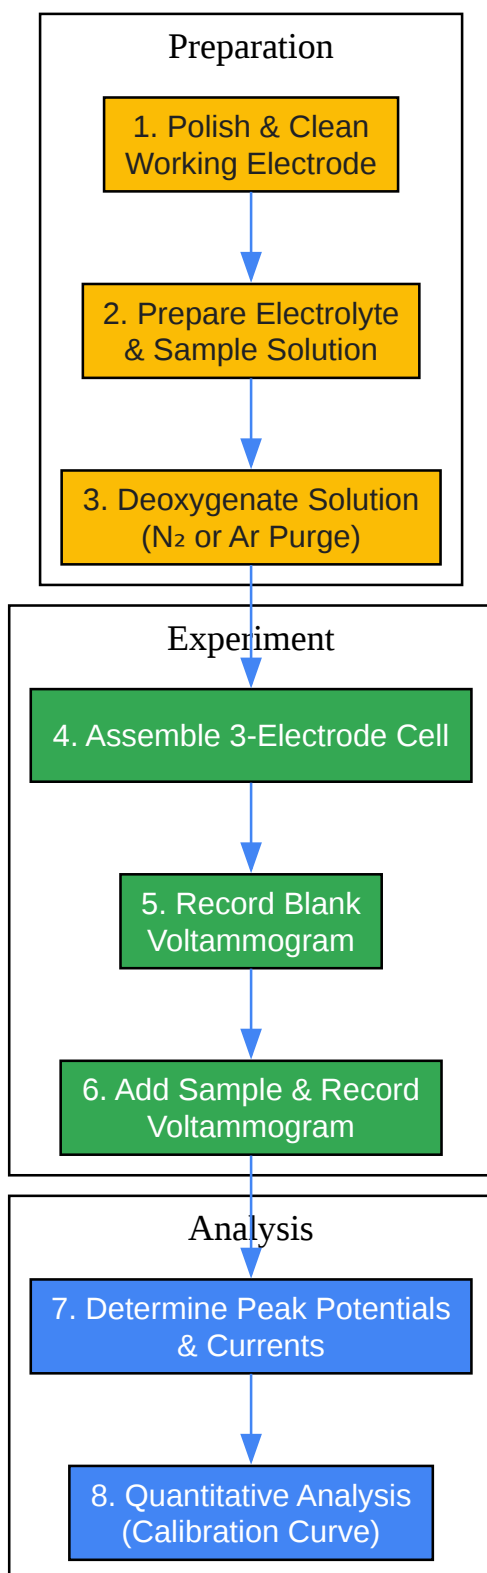 Preparation
1. Polish & Clean
Working Electrode
2. Prepare Electrolyte
& Sample Solution
3. Deoxygenate Solution
(N₂ or Ar Purge)
Experiment
4. Assemble 3-Electrode Cell
5. Record Blank
Voltammogram
6. Add Sample & Record
Voltammogram
Analysis
7. Determine Peak Potentials
& Currents
8. Quantitative Analysis
(Calibration Curve)